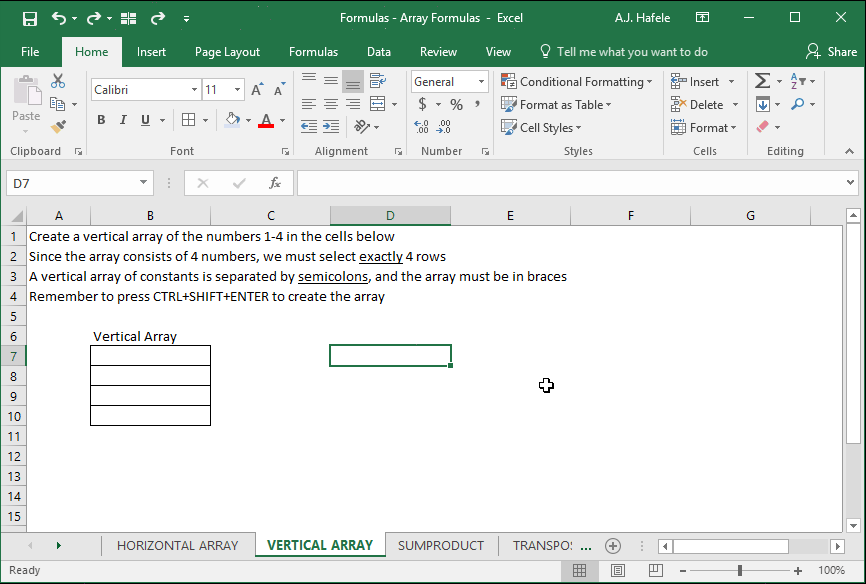 Formulas - Array Formulas - Excel
A.J. Hafele
File Home Insert Page Layout Formulas Data Review View Tell me what you want to do Share
Paste
Clipboard
Calibri 11
B I U A
Font
Alignment
General
$ % ,
Number
Conditional Formatting
Format as Table
Cell Styles
Styles
Insert
Delete
Format
Cells
Editing
D7 fx
A B C D E F G
1 Create a vertical array of the numbers 1-4 in the cells below
2 Since the array consists of 4 numbers, we must select exactly 4 rows
3 A vertical array of constants is separated by semicolons, and the array must be in braces
4 Remember to press CTRL+SHIFT+ENTER to create the array
5
6 Vertical Array
7
8
9
10
11
12
13
14
15
HORIZONTAL ARRAY VERTICAL ARRAY SUMPRODUCT TRANSPOS ...
Ready 100%